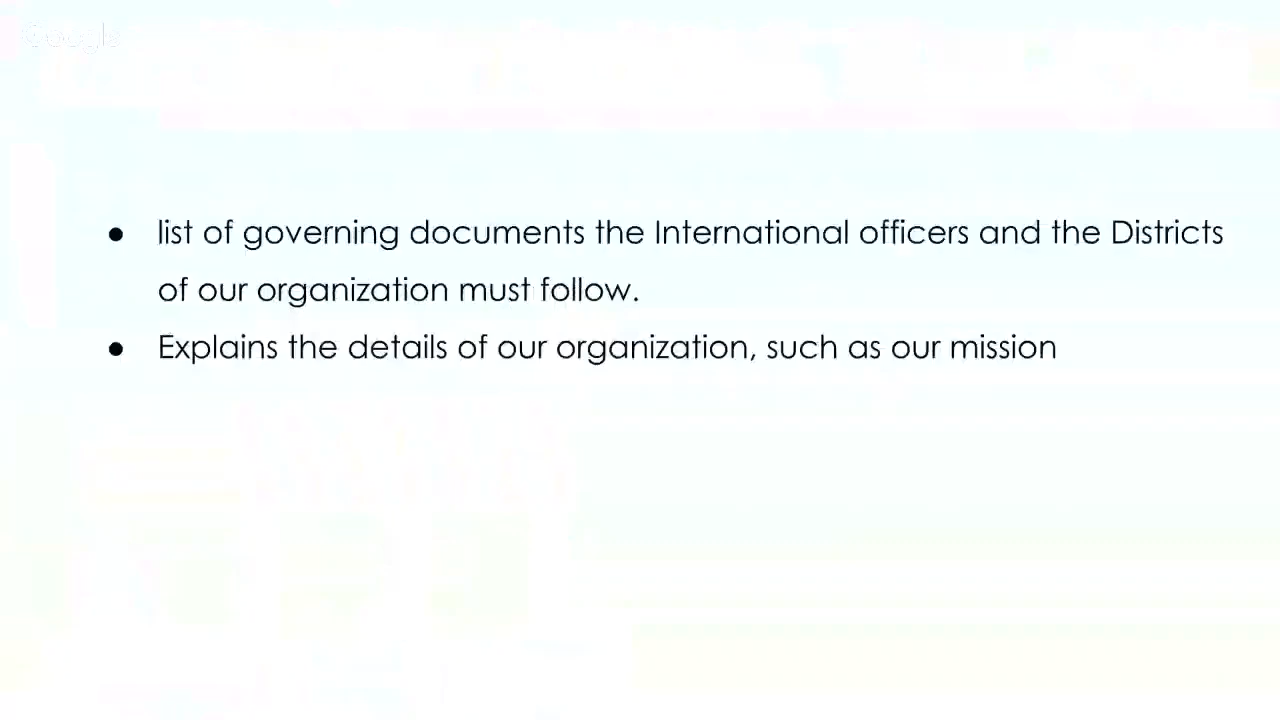 Google
● list of governing documents the International officers and the Districts
of our organization must follow.
● Explains the details of our organization, such as our mission